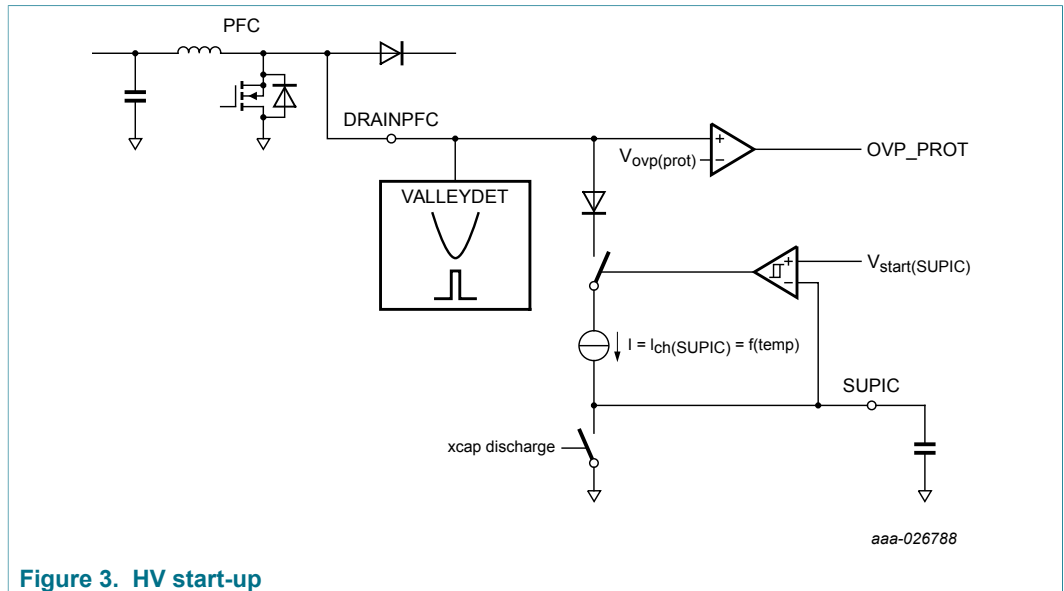 PFC
DRAINPFC
Vovp(prot)
+
−
OVP_PROT
VALLEYDET
+
−
Vstart(SUPIC)
I = Ich(SUPIC) = f(temp)
SUPIC
xcap discharge
aaa-026788
Figure 3. HV start-up